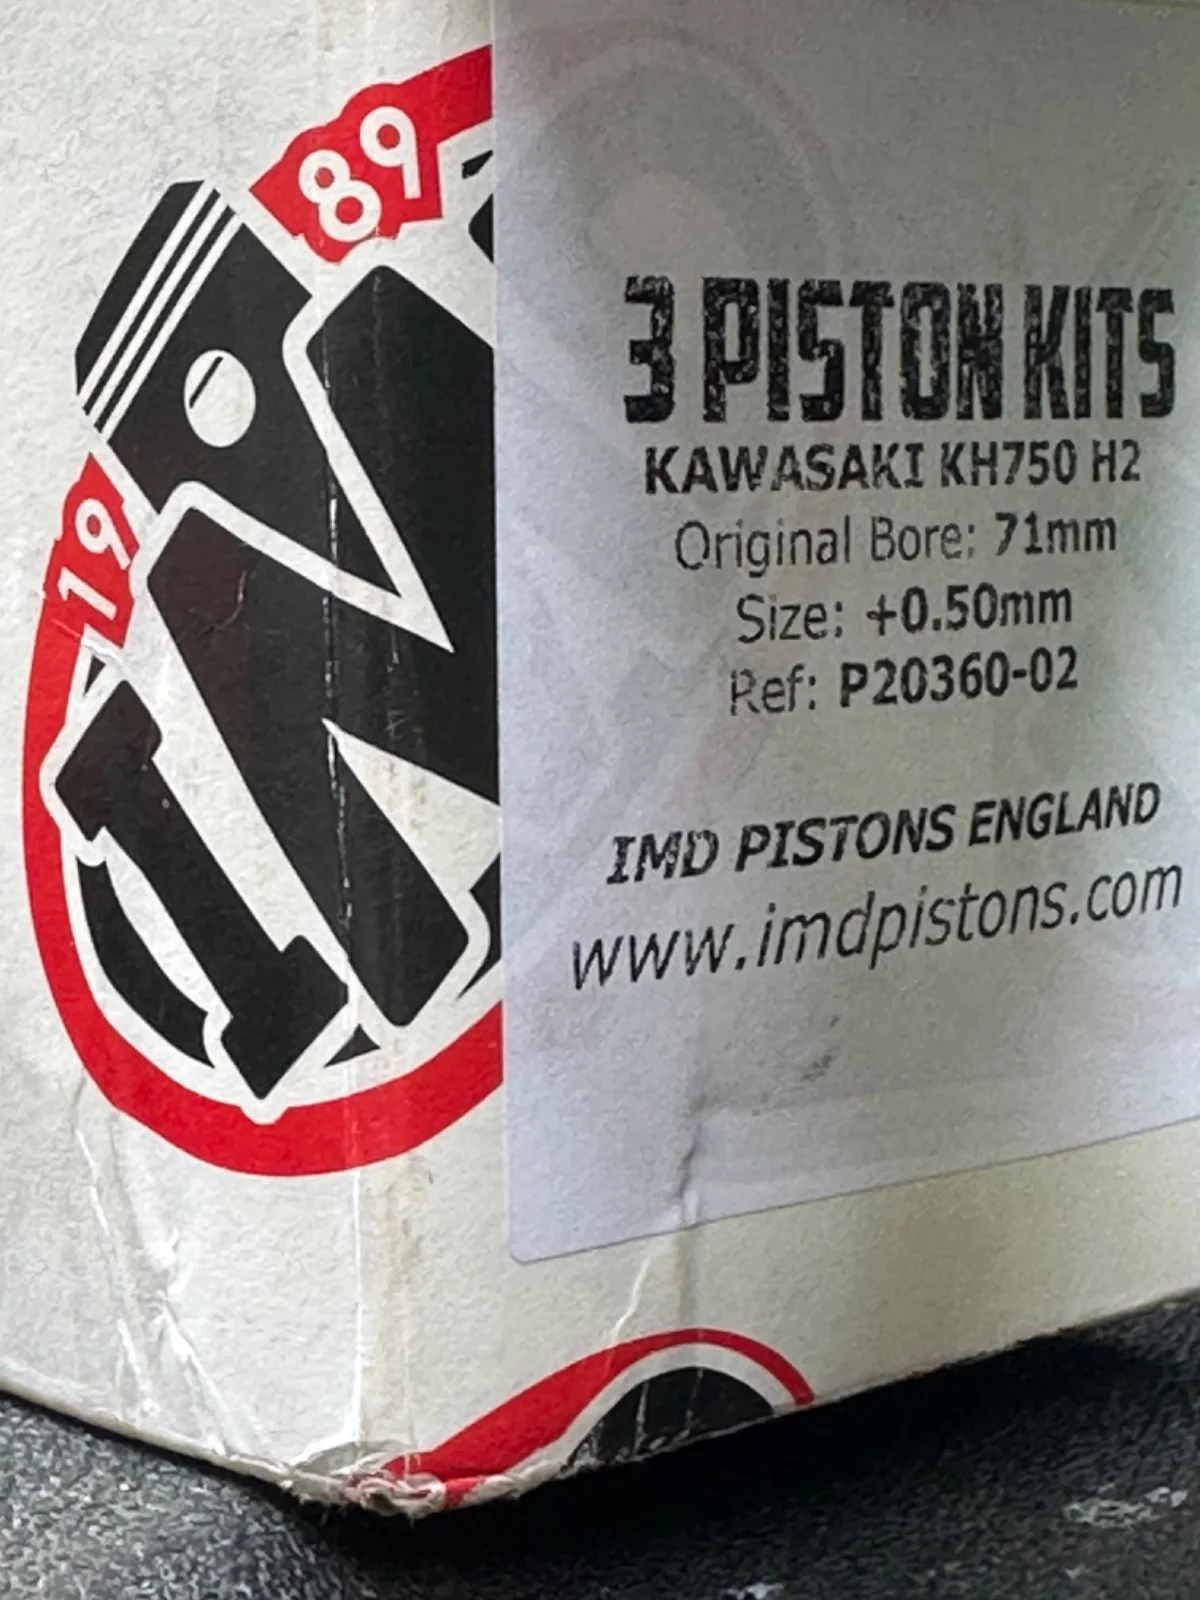 19 89
IM
3 PISTON KITS
KAWASAKI KH750 H2
Original Bore: 71mm
Size: +0.50mm
Ref: P20360-02
IMD PISTONS ENGLAND
www.imdpistons.com